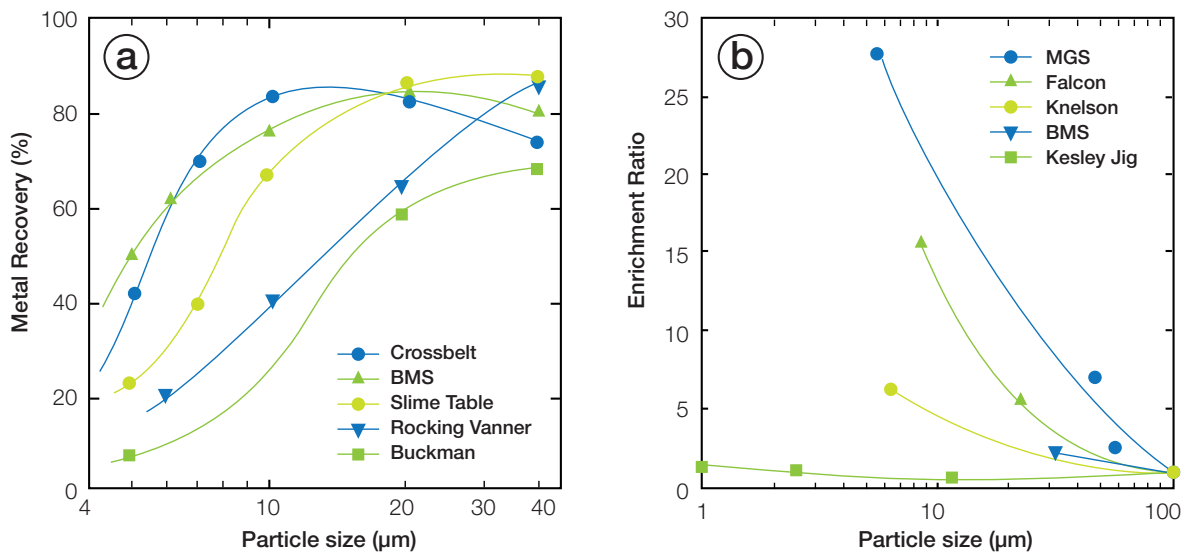 a
100
80
60
40
20
0
4
10
20
40
Metal Recovery (%)
Particle size (µm)
Crossbelt
BMS
Slime Table
Rocking Vanner
Buckman
b
30
25
20
15
10
5
0
1
10
100
Enrichment Ratio
Particle size (µm)
MGS
Falcon
Knelson
BMS
Kesley Jig